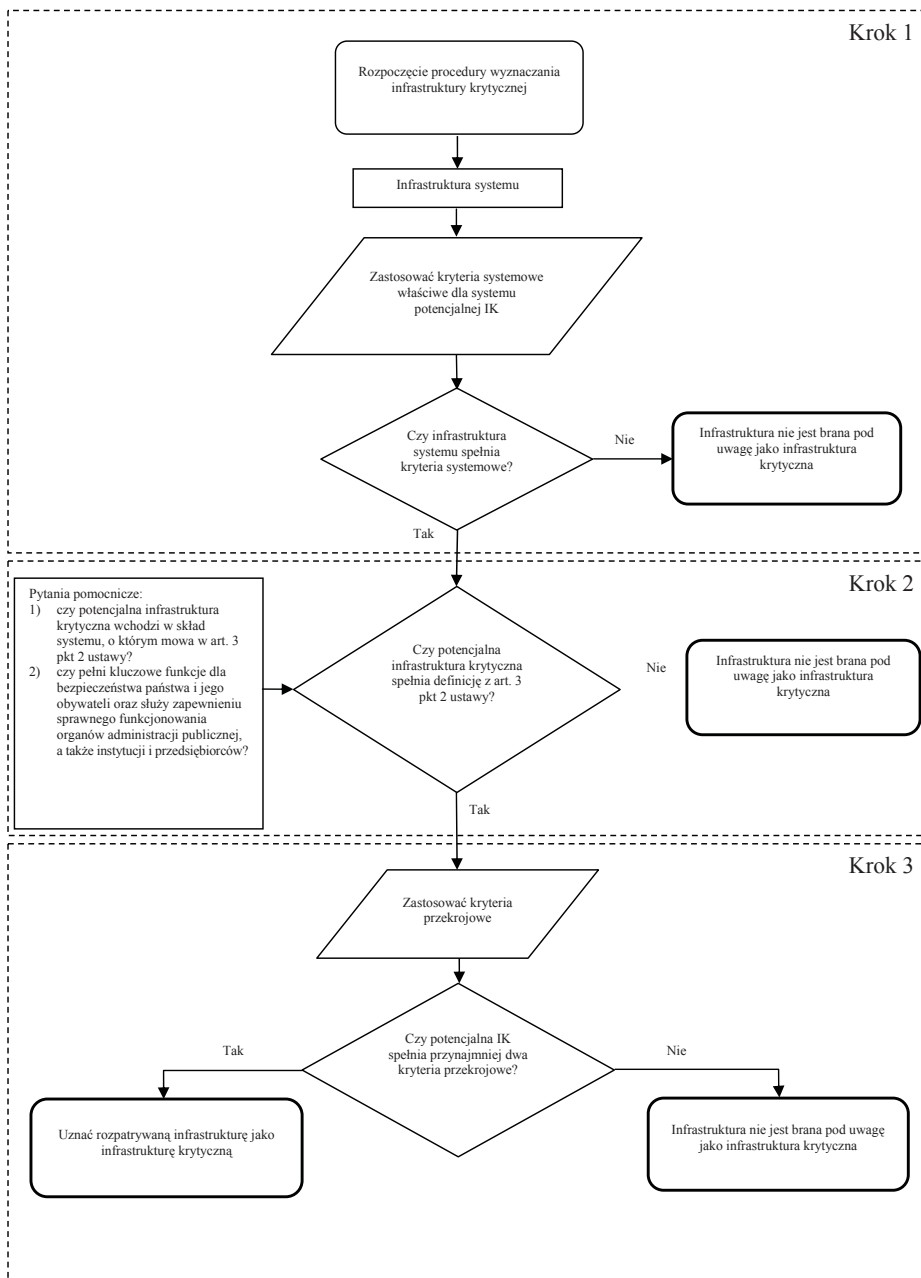 Krok 1
Rozpoczęcie procedury wyznaczania
infrastruktury krytycznej
Infrastruktura systemu
Zastosować kryteria systemowe
właściwe dla systemu
potencjalnej IK
Czy infrastruktura
systemu spełnia
kryteria systemowe?
Nie
Infrastruktura nie jest brana pod
uwagę jako infrastruktura
krytyczna
Tak
Krok 2
Pytania pomocnicze:
1) czy potencjalna infrastruktura
krytyczna wchodzi w skład
systemu, o którym mowa w art. 3
pkt 2 ustawy?
2) czy pełni kluczowe funkcje dla
bezpieczeństwa państwa i jego
obywateli oraz służy zapewnieniu
sprawnego funkcjonowania
organów administracji publicznej,
a także instytucji i przedsiębiorców?
Czy potencjalna
infrastruktura krytyczna
spełnia definicję z art. 3
pkt 2 ustawy?
Nie
Infrastruktura nie jest brana pod
uwagę jako infrastruktura
krytyczna
Tak
Krok 3
Zastosować kryteria
przekrojowe
Czy potencjalna IK
spełnia przynajmniej dwa
kryteria przekrojowe?
Tak
Nie
Uznać rozpatrywaną infrastrukturę jako
infrastrukturę krytyczną
Infrastruktura nie jest brana pod uwagę
jako infrastruktura krytyczna